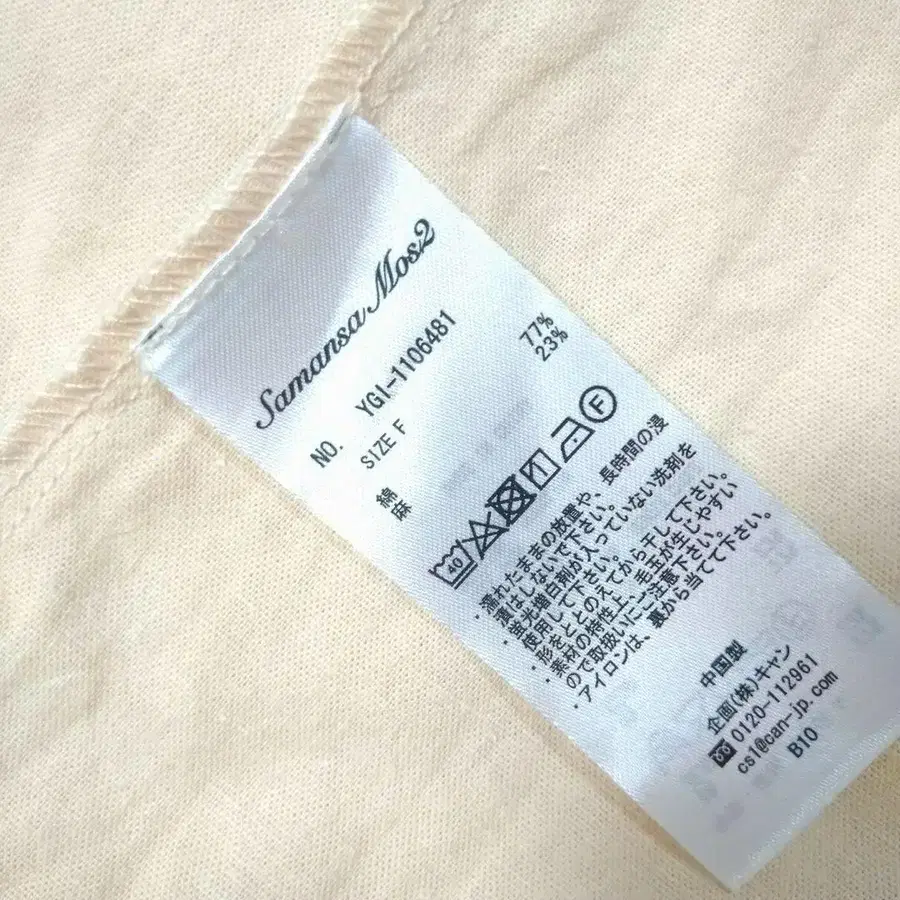 Samansa Mos2
NO. YGI-1106481
SIZE F
綿 77%
麻 23%
40 F
・濡れたままの放置や、長時間の浸
漬はしないで下さい。
・蛍光増白剤が入っていない洗剤を
使用して下さい。
・形をととのえてから干して下さい。
・素材の特性上、毛玉が生じやすい
ので取扱いにご注意下さい。
・アイロンは、裏から当てて下さい。
中国製
企画(株)キャン
0120-112961
cs1@can-jp.com
B10